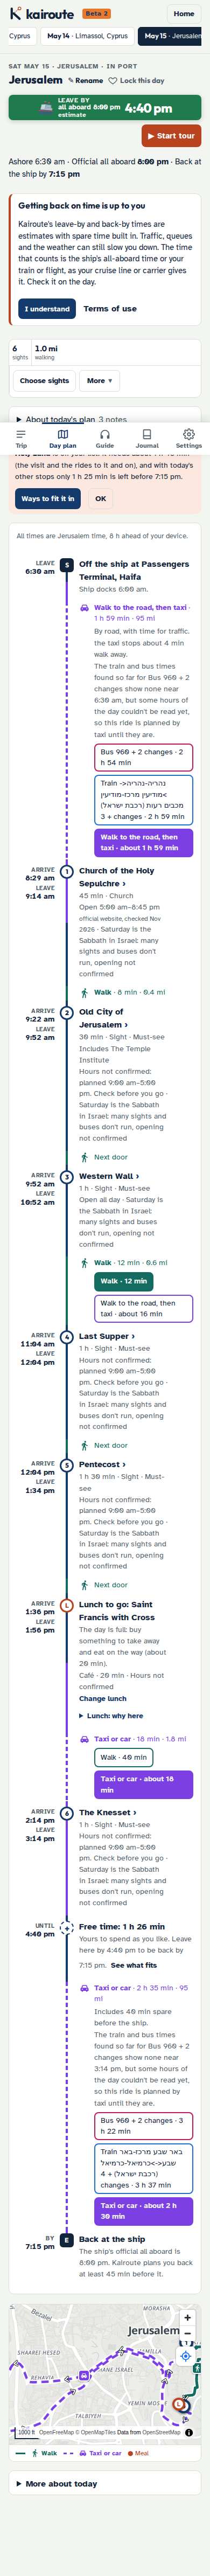 kairoute Beta 2 Home
Cyprus May 14 · Limassol, Cyprus May 15 · Jerusalem
SAT MAY 15 · JERUSALEM · IN PORT
Jerusalem Rename Lock this day
LEAVE BY
all aboard 8:00 pm
estimate
4:40 pm
Start tour
Ashore 6:30 am · Official all aboard 8:00 pm · Back at
the ship by 7:15 pm
Getting back on time is up to you
Kairoute's leave-by and back-by times are
estimates with spare time built in. Traffic, queues
and the weather can still slow you down. The time
that counts is the ship's all-aboard time or your
train or flight, as your cruise line or carrier gives
it. Check it on the day.
I understand Terms of use
6
sights
1.0 mi
walking
Choose sights More ▾
About today's plan 3 notes
Trip Day plan Guide Journal Settings
(the visit and the rides to it and on), and with today's
other stops only 1 h 25 min is left before 7:15 pm.
Ways to fit it in OK
All times are Jerusalem time, 8 h ahead of your device.
LEAVE
6:30 am
S
Off the ship at Passengers
Terminal, Haifa
Ship docks 6:00 am.
Walk to the road, then taxi ·
1 h 59 min · 95 mi
By road, with time for traffic.
the taxi stops about 4 min
walk away.
The train and bus times
found so far for Bus 960 + 2
changes show none near
6:30 am, but some hours of
the day couldn't be read yet,
so this ride is planned by
taxi until they are.
Bus 960 + 2 changes · 2
h 54 min
Train נהריה-נהריה<->
מודיעין מרכז-מודיעין
מכבים רעות (רכבת ישראל)
+ 3 changes · 2 h 59 min
Walk to the road, then
taxi · about 1 h 59 min
ARRIVE
8:29 am
LEAVE
9:14 am
1
Church of the Holy
Sepulchre ›
45 min · Church
Open 5:00 am–8:45 pm
official website, checked Nov
2026 · Saturday is the
Sabbath in Israel: many
sights and buses don't
run, opening not
confirmed
Walk · 8 min · 0.4 mi
ARRIVE
9:22 am
LEAVE
9:52 am
2
Old City of
Jerusalem ›
30 min · Sight · Must-see
Includes The Temple
Institute
Hours not confirmed:
planned 9:00 am–5:00
pm. Check before you go ·
Saturday is the Sabbath
in Israel: many sights and
buses don't run, opening
not confirmed
Next door
ARRIVE
9:52 am
LEAVE
10:52 am
3
Western Wall ›
1 h · Sight · Must-see
Open all day · Saturday is
the Sabbath in Israel:
many sights and buses
don't run, opening not
confirmed
Walk · 12 min · 0.6 mi
Walk · 12 min
Walk to the road, then
taxi · about 16 min
ARRIVE
11:04 am
LEAVE
12:04 pm
4
Last Supper ›
1 h · Sight · Must-see
Hours not confirmed:
planned 9:00 am–5:00
pm. Check before you go ·
Saturday is the Sabbath
in Israel: many sights and
buses don't run, opening
not confirmed
Next door
ARRIVE
12:04 pm
LEAVE
1:34 pm
5
Pentecost ›
1 h 30 min · Sight · Must-
see
Hours not confirmed:
planned 9:00 am–5:00
pm. Check before you go ·
Saturday is the Sabbath
in Israel: many sights and
buses don't run, opening
not confirmed
Next door
ARRIVE
1:36 pm
LEAVE
1:56 pm
L
Lunch to go: Saint
Francis with Cross
The day is full: buy
something to take away
and eat on the way (about
20 min).
Café · 20 min · Hours not
confirmed
Change lunch
Lunch: why here
Taxi or car · 18 min · 1.8 mi
Walk · 40 min
Taxi or car · about 18
min
ARRIVE
2:14 pm
LEAVE
3:14 pm
6
The Knesset ›
1 h · Sight · Must-see
Hours not confirmed:
planned 9:00 am–5:00
pm. Check before you go ·
Saturday is the Sabbath
in Israel: many sights and
buses don't run, opening
not confirmed
UNTIL
4:40 pm
Free time: 1 h 26 min
Yours to spend as you like. Leave
here by 4:40 pm to be back by
7:15 pm. See what fits
Taxi or car · 2 h 35 min · 95
mi
Includes 40 min spare
before the ship.
The train and bus times
found so far for Bus 960 + 2
changes show none near
3:14 pm, but some hours of
the day couldn't be read yet,
so this ride is planned by
taxi until they are.
Bus 960 + 2 changes · 3
h 22 min
Train באר שבע מרכז-באר
שבע<->כרמיאל-כרמיאל
(רכבת ישראל) + 4
changes · 3 h 37 min
Taxi or car · about 2 h
30 min
BY
7:15 pm
E
Back at the ship
The ship's official all aboard is
8:00 pm. Kairoute plans you back
at least 45 min before it.
MORASHA
Bezalel
Jerusalem
SHAAREI HESED
MAMILLA
REHAVIA
YEMIN MOS
TALBIYEH
1000 ft OpenFreeMap © OpenMapTiles Data from OpenStreetMap
Walk Taxi or car Meal
More about today